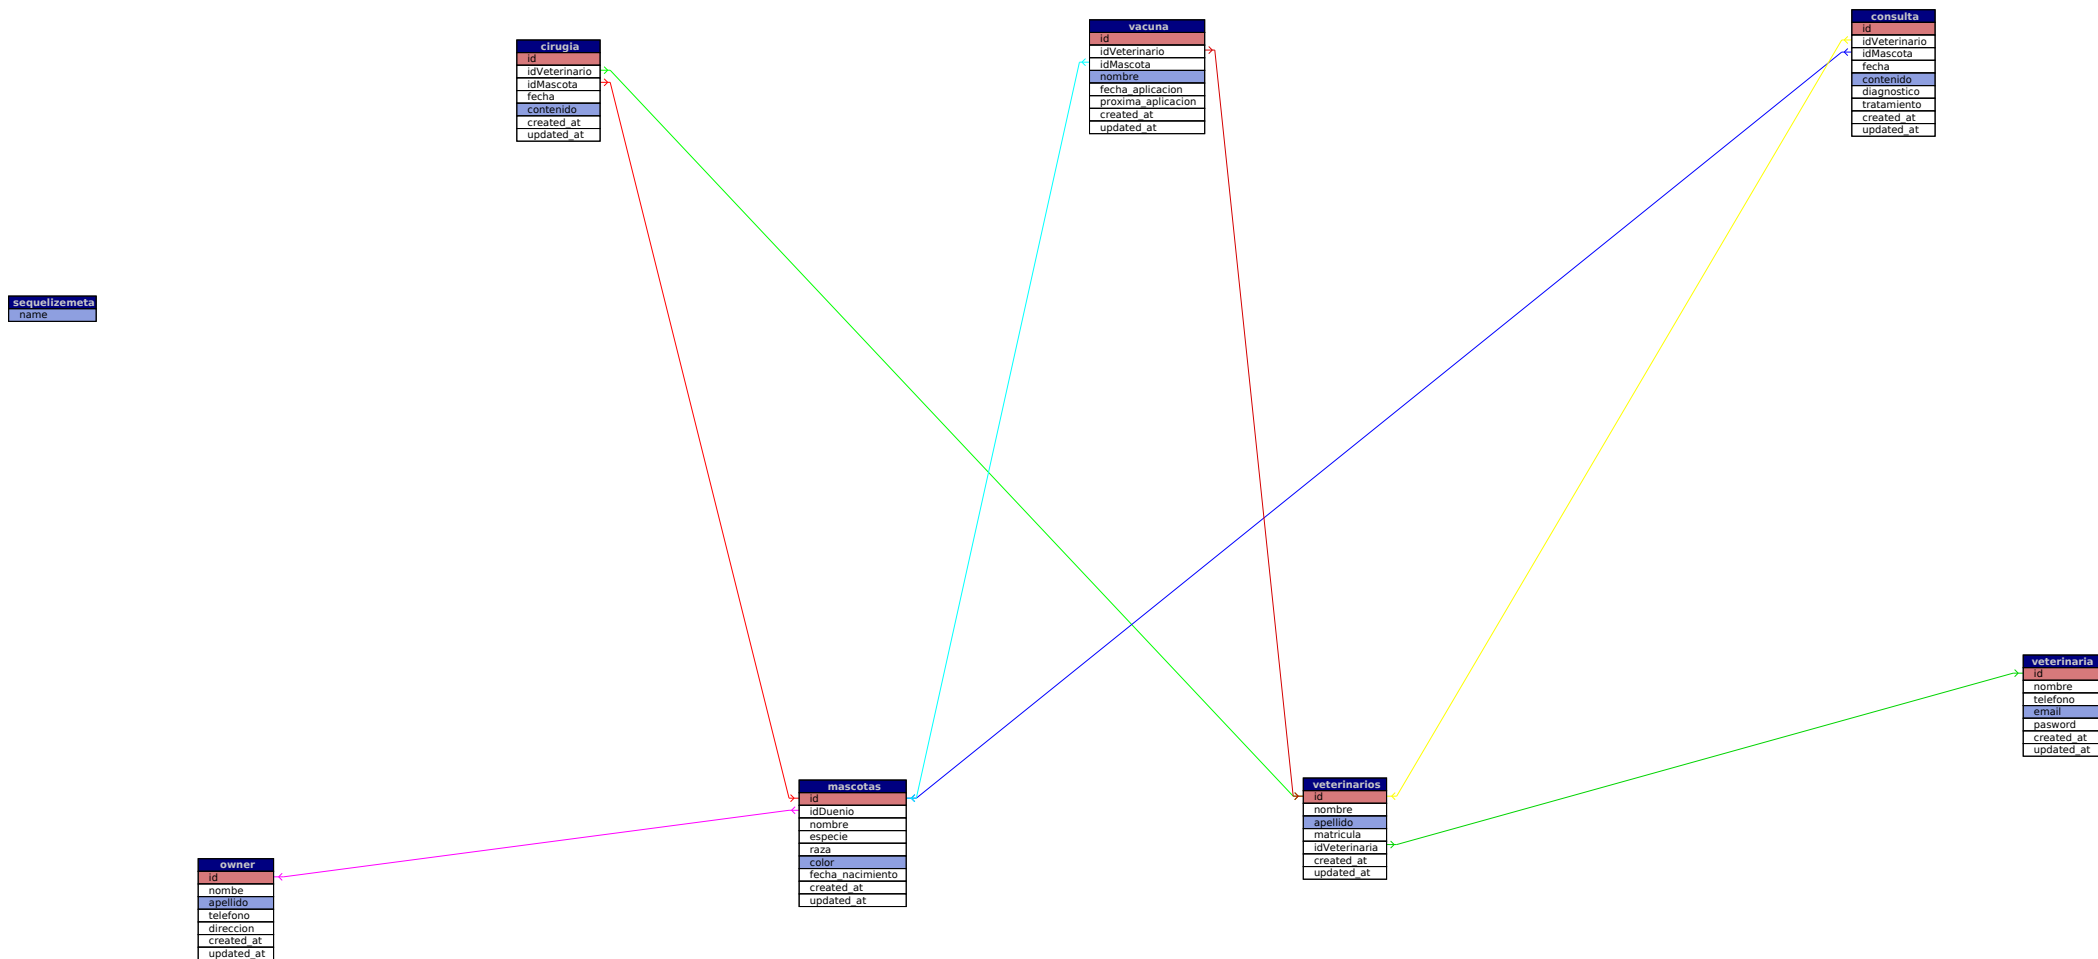 cirugia
id
idVeterinario
idMascota
fecha
contenido
created_at
updated_at
vacuna
id
idVeterinario
idMascota
nombre
fecha_aplicacion
proxima_aplicacion
created_at
updated_at
consulta
id
idVeterinario
idMascota
fecha
contenido
diagnostico
tratamiento
created_at
updated_at
sequelizemeta
name
veterinaria
id
nombre
telefono
email
pasword
created_at
updated_at
mascotas
id
idDuenio
nombre
especie
raza
color
fecha_nacimiento
created_at
updated_at
veterinarios
id
nombre
apellido
matricula
idVeterinaria
created_at
updated_at
owner
id
nombe
apellido
telefono
direccion
created_at
updated_at